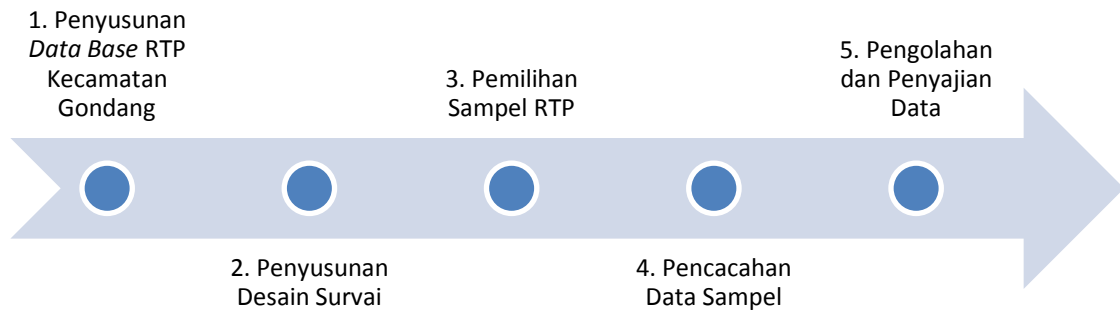 1. Penyusunan
Data Base RTP
Kecamatan
Gondang
2. Penyusunan
Desain Survai
3. Pemilihan
Sampel RTP
4. Pencacahan
Data Sampel
5. Pengolahan
dan Penyajian
Data